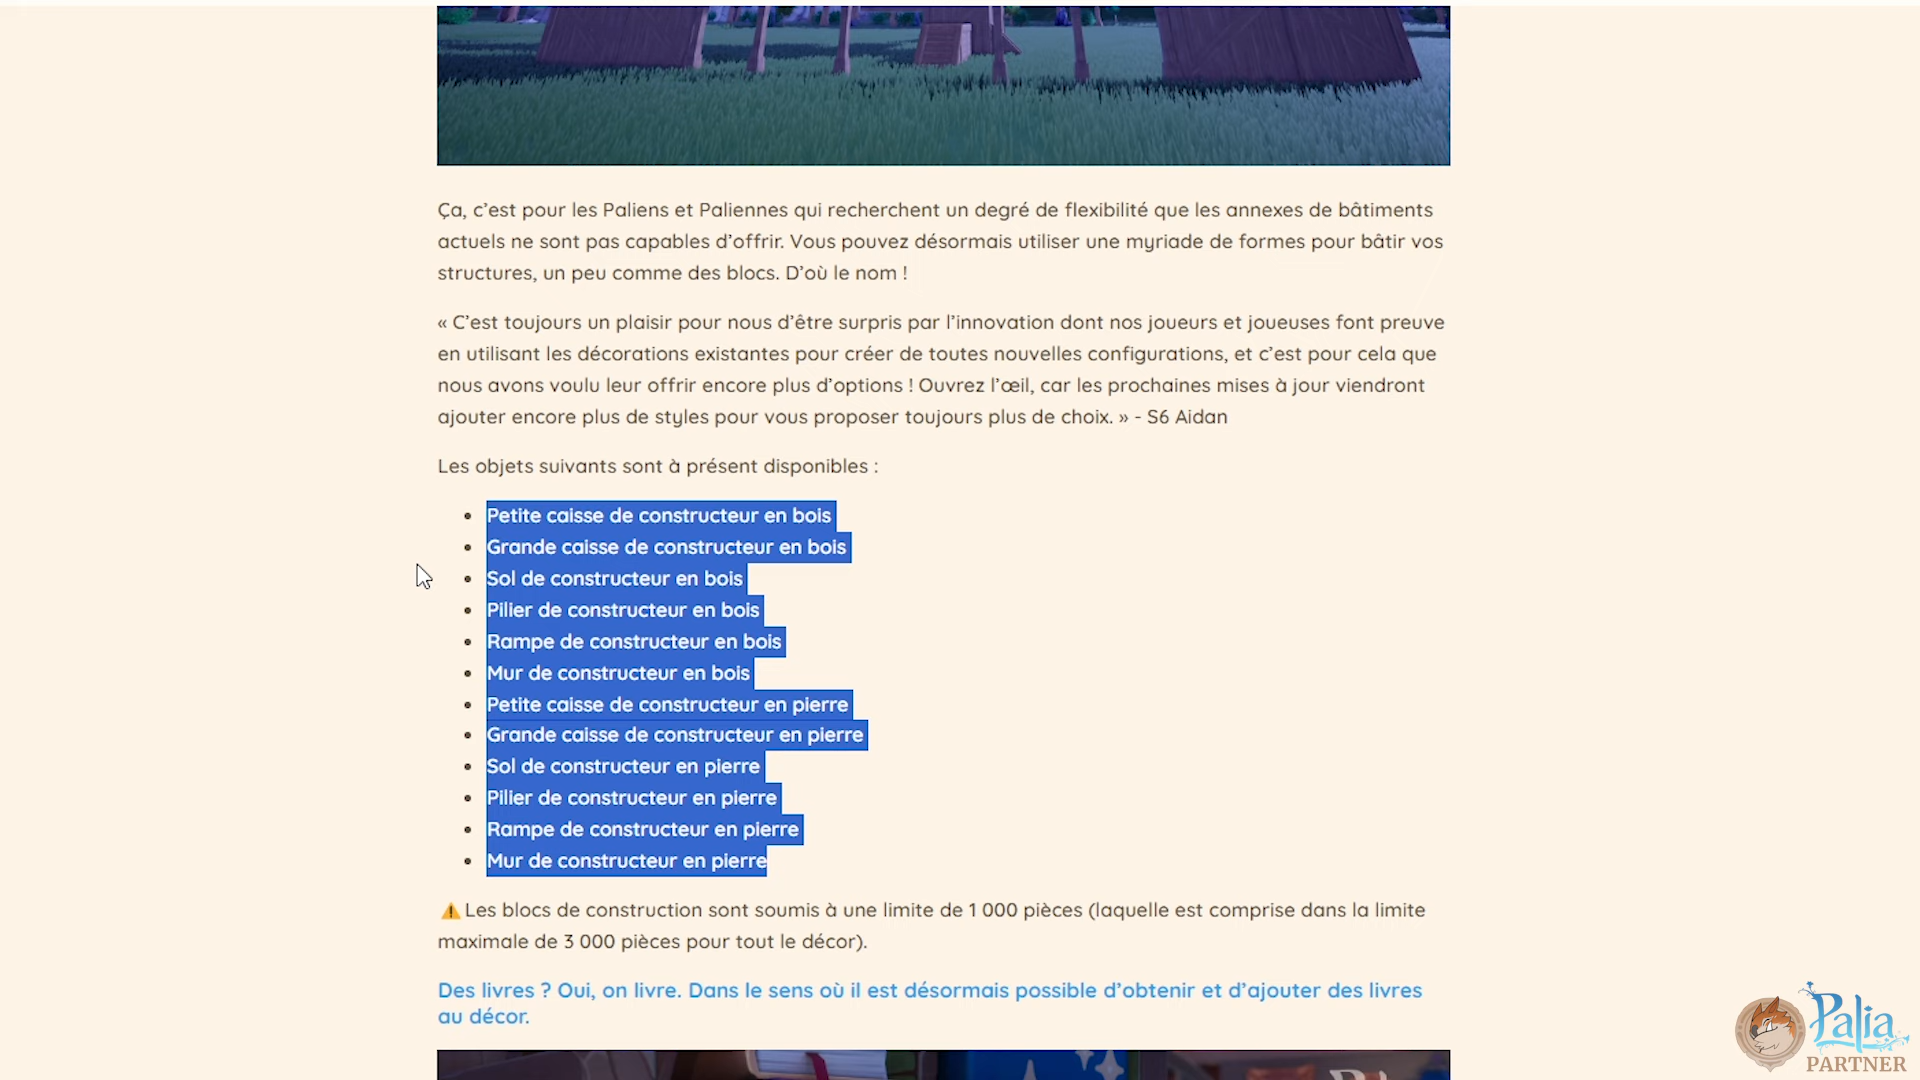 Ça, c’est pour les Paliens et Paliennes qui recherchent un degré de flexibilité que les annexes de bâtiments
actuels ne sont pas capables d’offrir. Vous pouvez désormais utiliser une myriade de formes pour bâtir vos
structures, un peu comme des blocs. D’où le nom !
« C’est toujours un plaisir pour nous d’être surpris par l’innovation dont nos joueurs et joueuses font preuve
en utilisant les décorations existantes pour créer de toutes nouvelles configurations, et c’est pour cela que
nous avons voulu leur offrir encore plus d’options ! Ouvrez l’œil, car les prochaines mises à jour viendront
ajouter encore plus de styles pour vous proposer toujours plus de choix. » - S6 Aidan
Les objets suivants sont à présent disponibles :
• Petite caisse de constructeur en bois
• Grande caisse de constructeur en bois
• Sol de constructeur en bois
• Pilier de constructeur en bois
• Rampe de constructeur en bois
• Mur de constructeur en bois
• Petite caisse de constructeur en pierre
• Grande caisse de constructeur en pierre
• Sol de constructeur en pierre
• Pilier de constructeur en pierre
• Rampe de constructeur en pierre
• Mur de constructeur en pierre
⚠️Les blocs de construction sont soumis à une limite de 1 000 pièces (laquelle est comprise dans la limite
maximale de 3 000 pièces pour tout le décor).
Des livres ? Oui, on livre. Dans le sens où il est désormais possible d’obtenir et d’ajouter des livres
au décor.
Palia
PARTNER